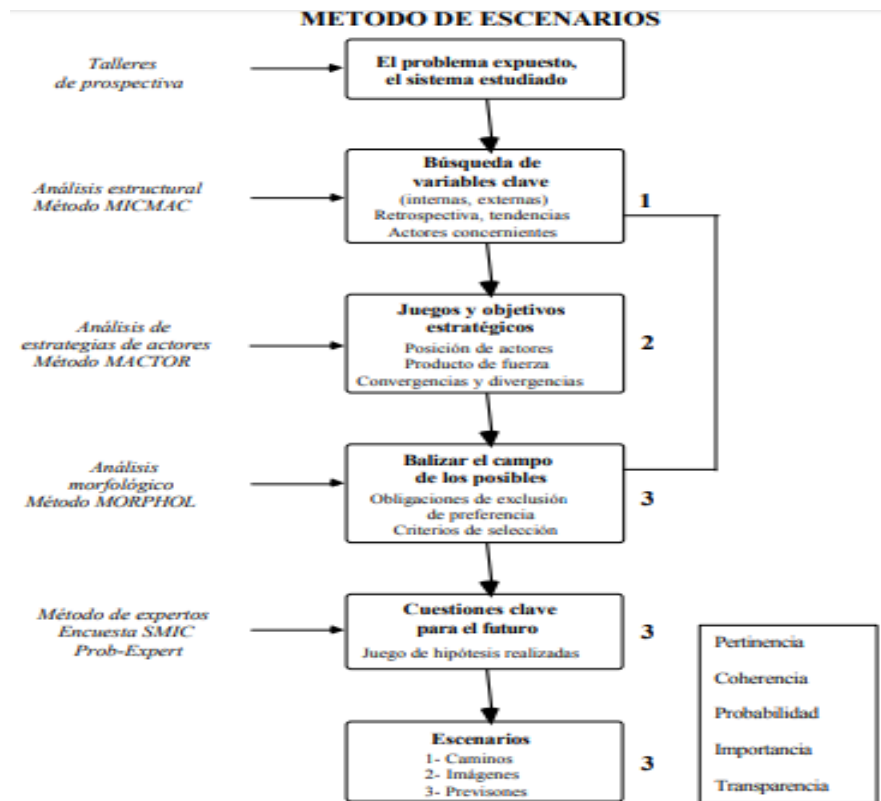 METODO DE ESCENARIOS
Talleres
de prospectiva
El problema expuesto,
el sistema estudiado
Análisis estructural
Método MICMAC
Búsqueda de
variables clave
(internas, externas)
Retrospectiva, tendencias
Actores concernientes
1
Análisis de
estrategias de actores
Método MACTOR
Juegos y objetivos
estratégicos
Posición de actores
Producto de fuerza
Convergencias y divergencias
2
Análisis
morfológico
Método MORPHOL
Balizar el campo
de los posibles
Obligaciones de exclusión
de preferencia
Criterios de selección
3
Método de expertos
Encuesta SMIC
Prob-Expert
Cuestiones clave
para el futuro
Juego de hipótesis realizadas
3
Escenarios
1- Caminos
2- Imágenes
3- Previsones
3
Pertinencia
Coherencia
Probabilidad
Importancia
Transparencia